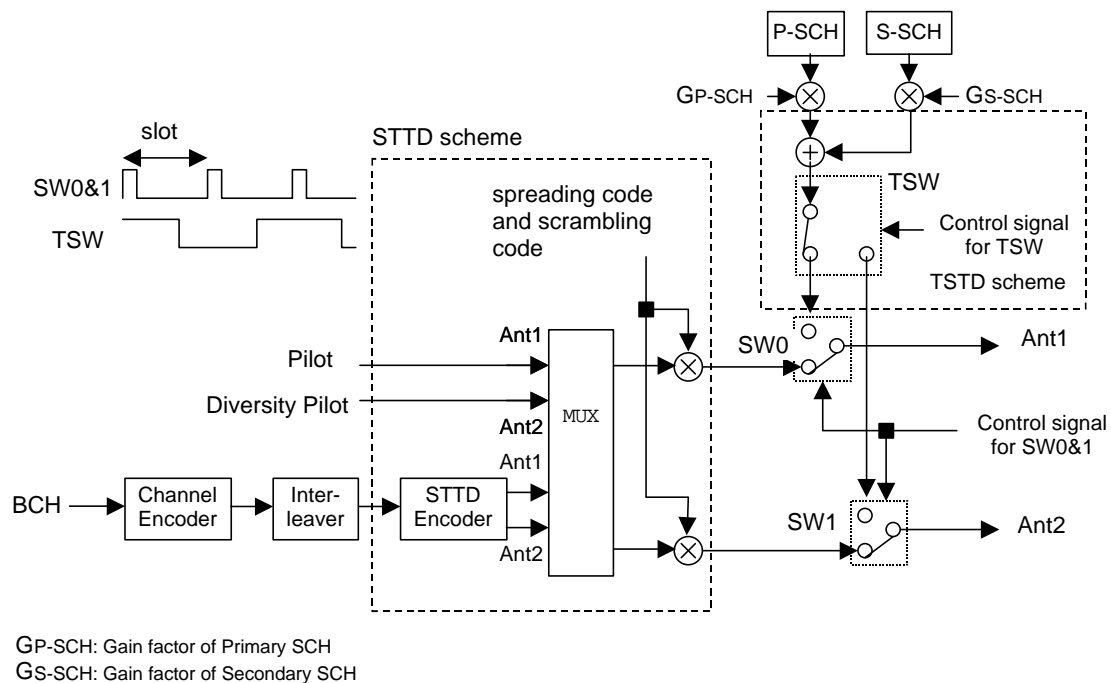 P-SCH
S-SCH
GP-SCH
GS-SCH
slot
STTD scheme
SW0&1
TSW
spreading code
and scrambling
code
TSW
Control signal
for TSW
TSTD scheme
Ant1
SW0
Ant1
Pilot
Diversity Pilot
MUX
Ant2
Control signal
for SW0&1
Ant1
BCH
Channel
Encoder
Inter-
leaver
STTD
Encoder
SW1
Ant2
Ant2
GP-SCH: Gain factor of Primary SCH
GS-SCH: Gain factor of Secondary SCH